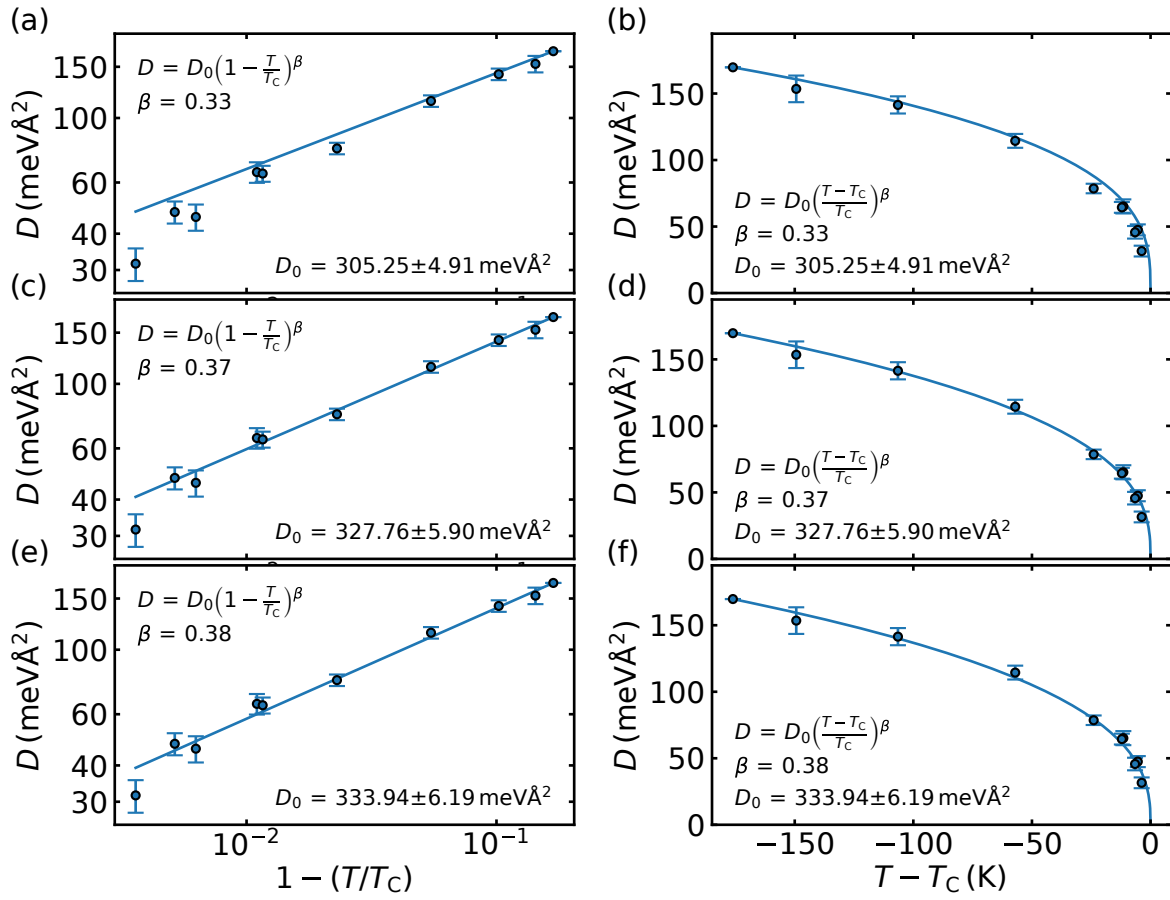 (a)
D = D₀(1 − T/T_C)^β
β = 0.33
D₀ = 305.25±4.91 meVÅ²
D (meVÅ²)
150
100
60
40
30
(b)
D = D₀((T−T_C)/T_C)^β
β = 0.33
D₀ = 305.25±4.91 meVÅ²
D (meVÅ²)
150
100
50
0
(c)
D = D₀(1 − T/T_C)^β
β = 0.37
D₀ = 327.76±5.90 meVÅ²
D (meVÅ²)
150
100
60
40
30
(d)
D = D₀((T−T_C)/T_C)^β
β = 0.37
D₀ = 327.76±5.90 meVÅ²
D (meVÅ²)
150
100
50
0
(e)
D = D₀(1 − T/T_C)^β
β = 0.38
D₀ = 333.94±6.19 meVÅ²
D (meVÅ²)
150
100
60
40
30
10⁻²
10⁻¹
1 − (T/T_C)
(f)
D = D₀((T−T_C)/T_C)^β
β = 0.38
D₀ = 333.94±6.19 meVÅ²
D (meVÅ²)
150
100
50
0
−150
−100
−50
0
T − T_C (K)